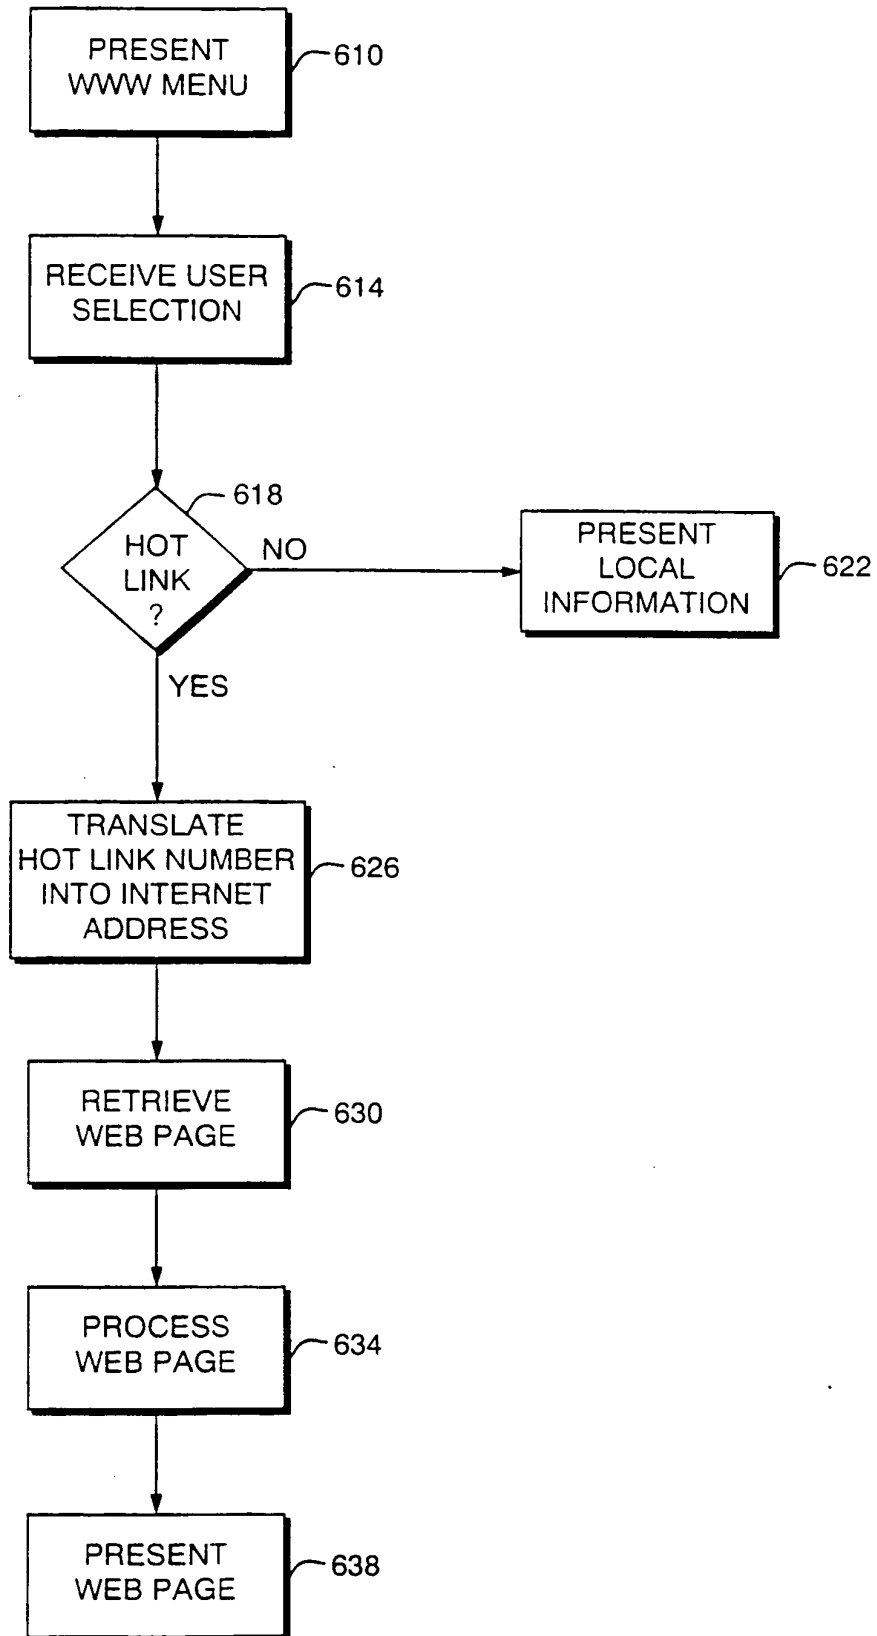 PRESENT
WWW MENU
610
RECEIVE USER
SELECTION
614
618
HOT
LINK
?
NO
PRESENT
LOCAL
INFORMATION
622
YES
TRANSLATE
HOT LINK NUMBER
INTO INTERNET
ADDRESS
626
RETRIEVE
WEB PAGE
630
PROCESS
WEB PAGE
634
PRESENT
WEB PAGE
638